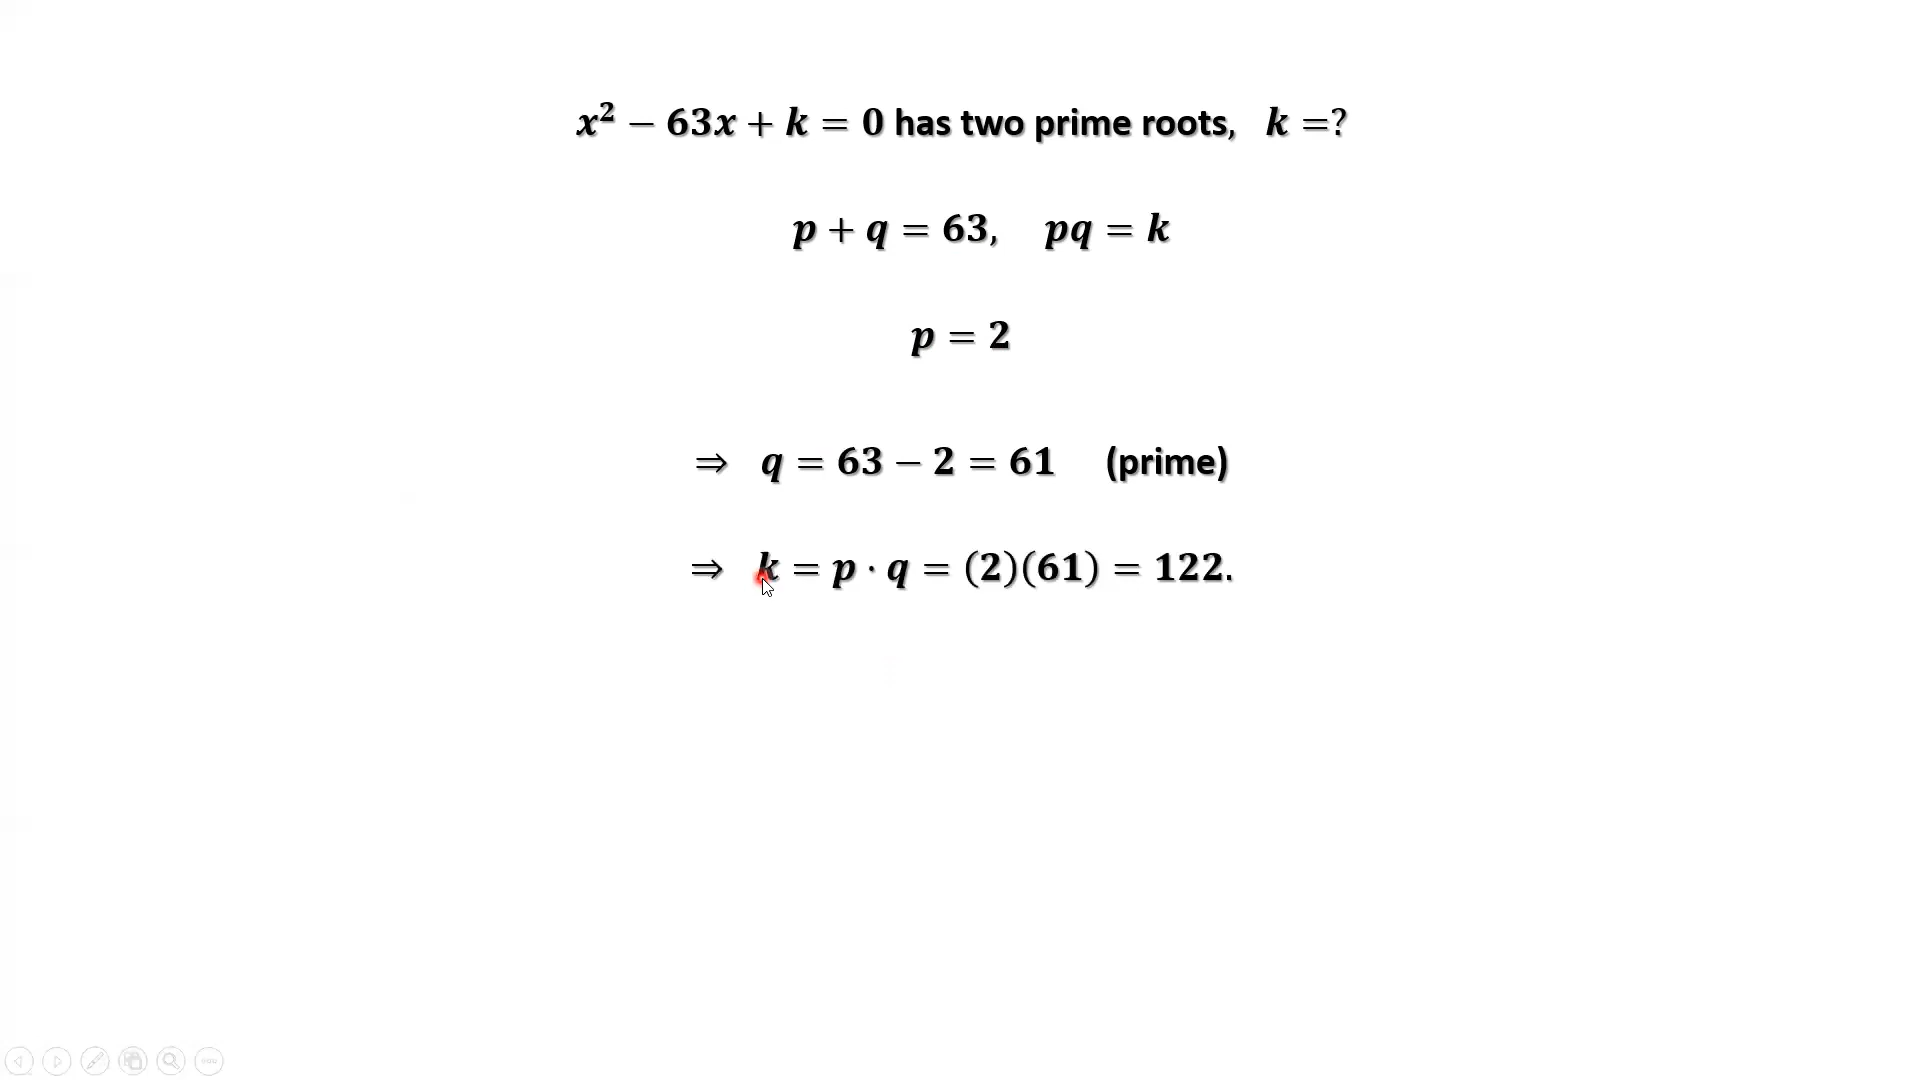 x² − 63x + k = 0 has two prime roots, k =?
p + q = 63, pq = k
p = 2
⇒ q = 63 − 2 = 61 (prime)
⇒ k = p · q = (2)(61) = 122.